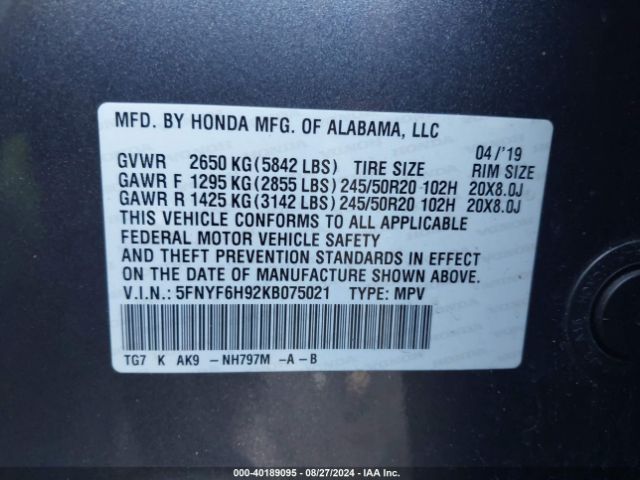 MFD. BY HONDA MFG. OF ALABAMA, LLC
04/'19
GVWR 2650 KG(5842 LBS) TIRE SIZE RIM SIZE
GAWR F 1295 KG(2855 LBS) 245/50R20 102H 20X8.0J
GAWR R 1425 KG(3142 LBS) 245/50R20 102H 20X8.0J
THIS VEHICLE CONFORMS TO ALL APPLICABLE
FEDERAL MOTOR VEHICLE SAFETY
AND THEFT PREVENTION STANDARDS IN EFFECT
ON THE DATE OF MANUFACTURE SHOWN ABOVE.
V.I.N.: 5FNYF6H92KB075021 TYPE: MPV
TG7 K AK9 -NH797M -A-B
000-40189095 - 08/27/2024 - IAA Inc.